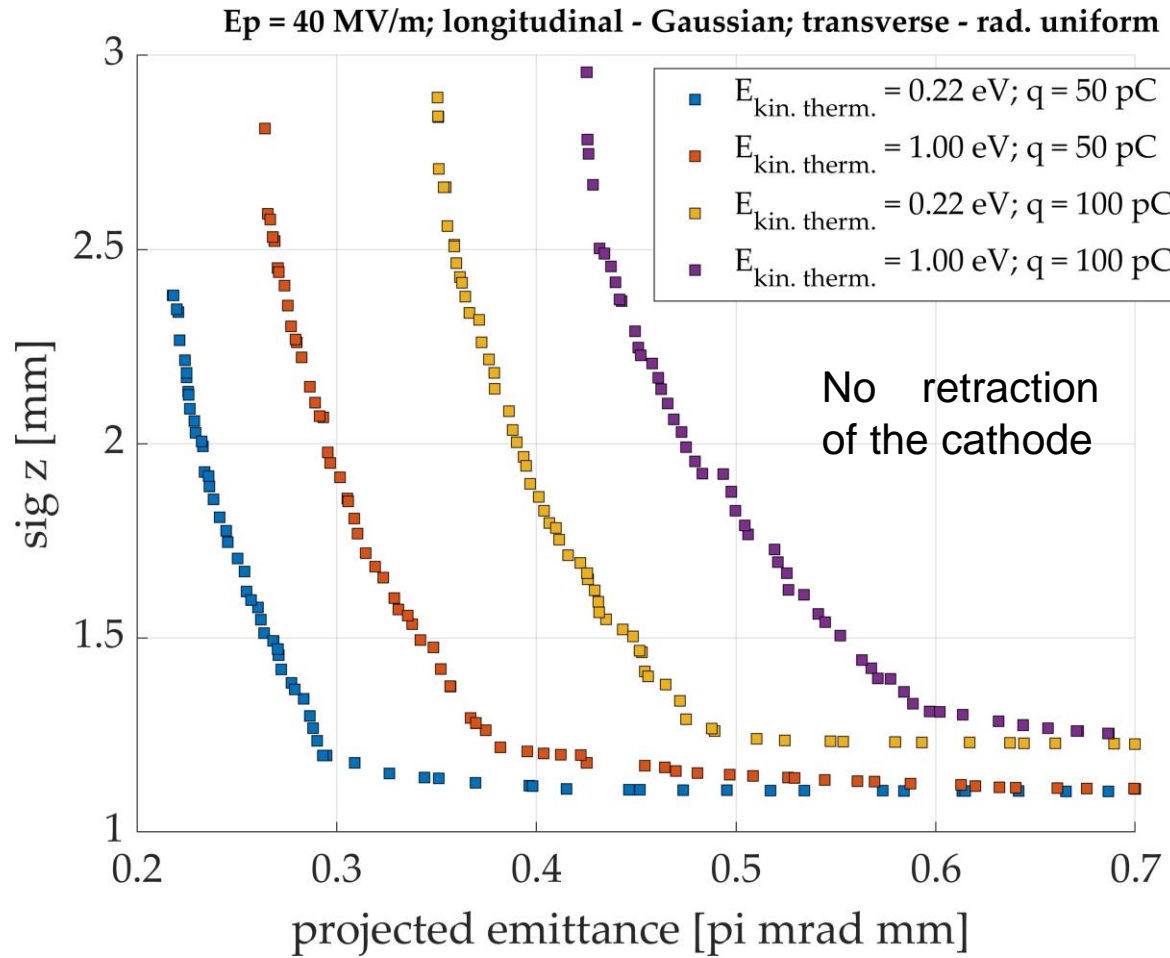 Ep = 40 MV/m; longitudinal - Gaussian; transverse - rad. uniform
3
2.5
2
1.5
1
sig z [mm]
E kin. therm. = 0.22 eV; q = 50 pC
E kin. therm. = 1.00 eV; q = 50 pC
E kin. therm. = 0.22 eV; q = 100 pC
E kin. therm. = 1.00 eV; q = 100 pC
No retraction
of the cathode
0.2 0.3 0.4 0.5 0.6 0.7
projected emittance [pi mrad mm]